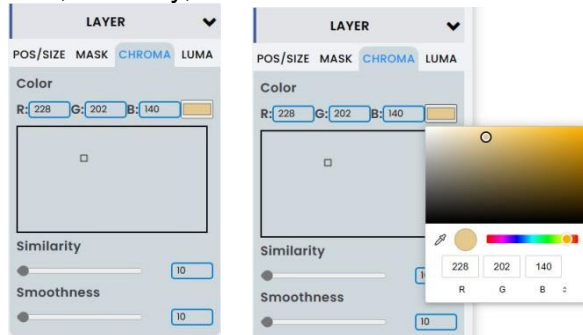 LAYER
POS/SIZE MASK CHROMA LUMA
Color
R: 228 G: 202 B: 140
Similarity
10
Smoothness
10
LAYER
POS/SIZE MASK CHROMA LUMA
Color
R: 228 G: 202 B: 140
Similarity
Smoothness
10
228 202 140
R G B